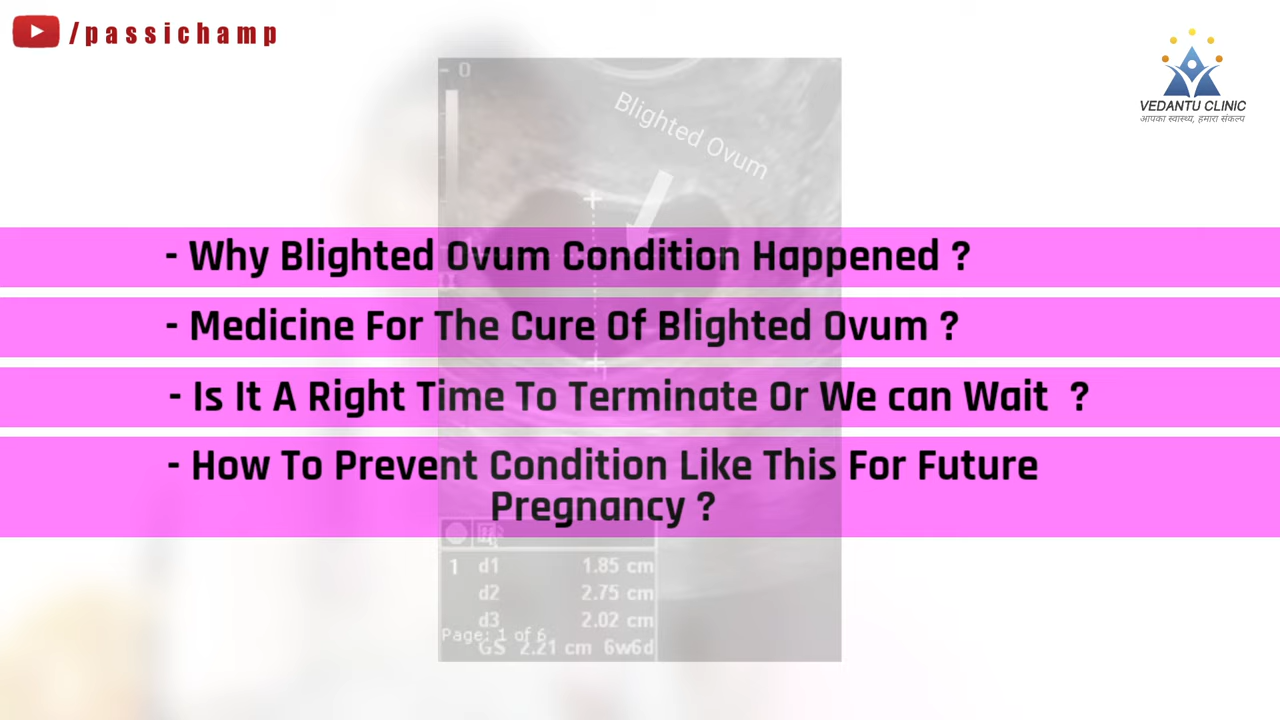 /passichamp
VEDANTU CLINIC
आपका स्वास्थ्य, हमारा संकल्प
- 0
Blighted Ovum
- Why Blighted Ovum Condition Happened ?
- Medicine For The Cure Of Blighted Ovum ?
- Is It A Right Time To Terminate Or We can Wait ?
- How To Prevent Condition Like This For Future
Pregnancy ?
1 d1 1.85 cm
d2 2.75 cm
d3 2.02 cm
Page: 1 of 6
GS 2.21 cm 6w6d